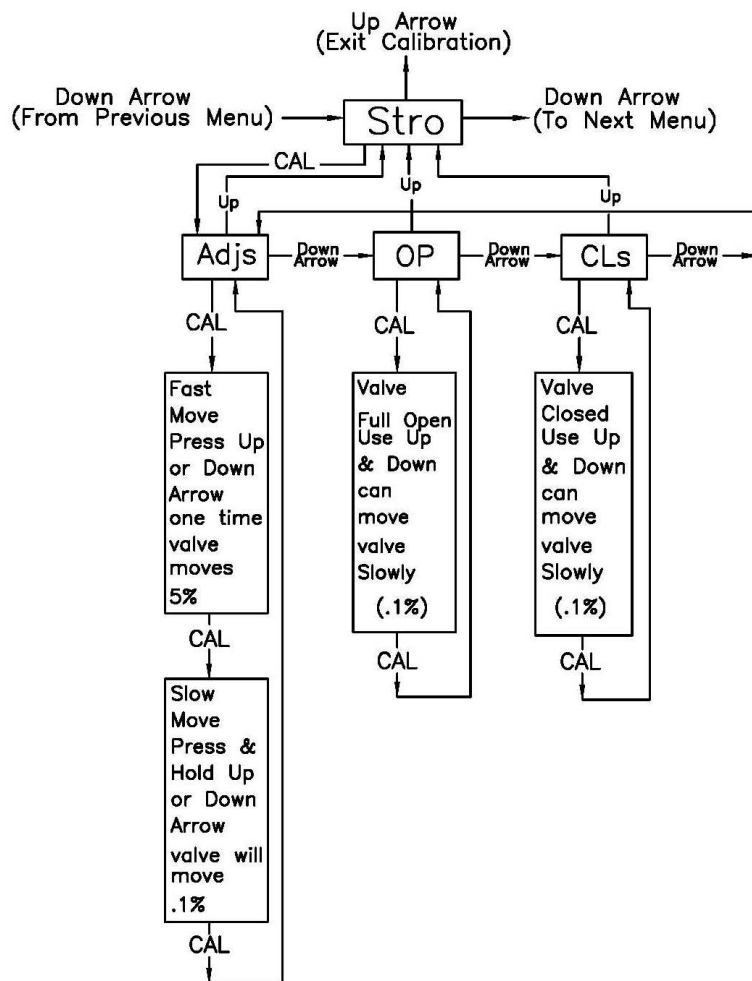 Up Arrow
(Exit Calibration)
Down Arrow
(From Previous Menu)
Stro
Down Arrow
(To Next Menu)
CAL
Up
Up
Up
Adjs
Down
Arrow
OP
Down
Arrow
CLs
Down
Arrow
CAL
CAL
CAL
Fast
Move
Press Up
or Down
Arrow
one time
valve
moves
5%
CAL
Slow
Move
Press &
Hold Up
or Down
Arrow
valve will
move
.1%
CAL
Valve
Full Open
Use Up
& Down
can
move
valve
Slowly
(.1%)
CAL
Valve
Closed
Use Up
& Down
can
move
valve
Slowly
(.1%)
CAL